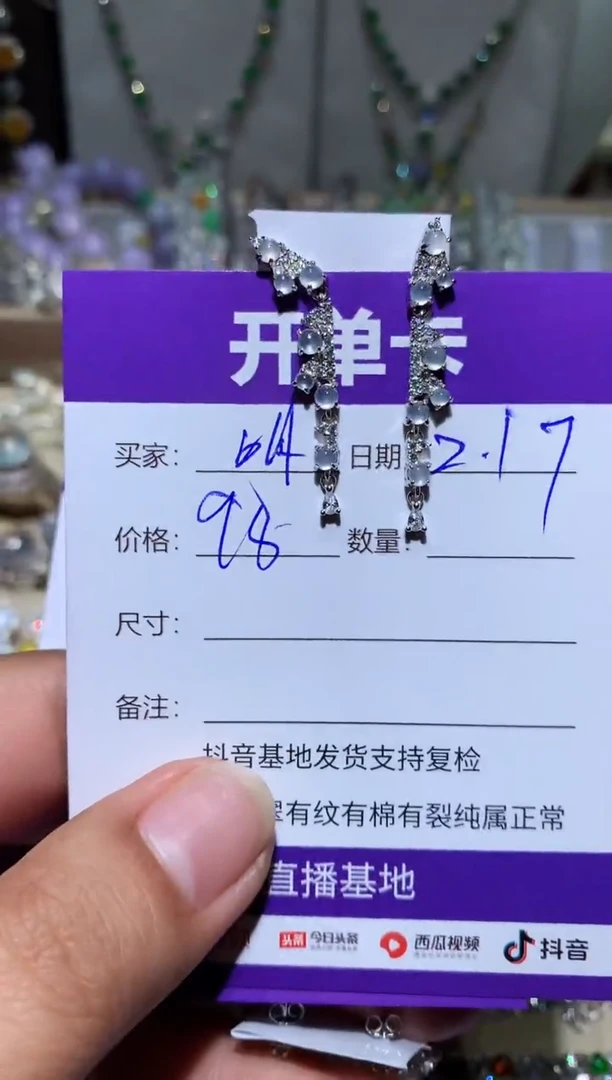 开单卡
买家: 日期: 2.17
价格: 98 数量:
尺寸:
备注:
抖音基地发货支持复检
有纹有棉有裂纯属正常
直播基地
头条 今日头条 西瓜视频 抖音